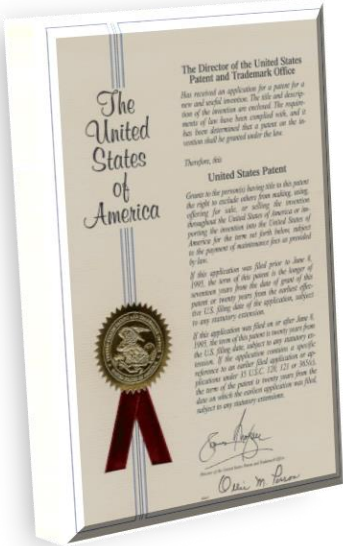 The
United
States
of
America
The Director of the United States
Patent and Trademark Office
Has received an application for a patent for a
new and useful invention. The title and descrip-
tion of the invention are enclosed. The require-
ments of law have been complied with, and it
has been determined that a patent on the in-
vention shall be granted under the law.
Therefore, this
United States Patent
Grants to the person(s) having title to this patent
the right to exclude others from making, using,
offering for sale, or selling the invention
throughout the United States of America or im-
porting the invention into the United States of
America for the term set forth below, subject
to the payment of maintenance fees as provided
by law.
If this application was filed prior to June 8,
1995, the term of this patent is the longer of
seventeen years from the date of grant of this
patent or twenty years from the earliest effec-
tive U.S. filing date of the application, subject
to any statutory extension.
If this application was filed on or after June 8,
1995, the term of this patent is twenty years from
the U.S. filing date, subject to any statutory ex-
tension. If the application contains a specific
reference to an earlier filed application or ap-
plications under 35 U.S.C. 120, 121 or 365(c),
the term of the patent is twenty years from the
date on which the earliest application was filed,
subject to any statutory extensions.
Director of the United States Patent and Trademark Office